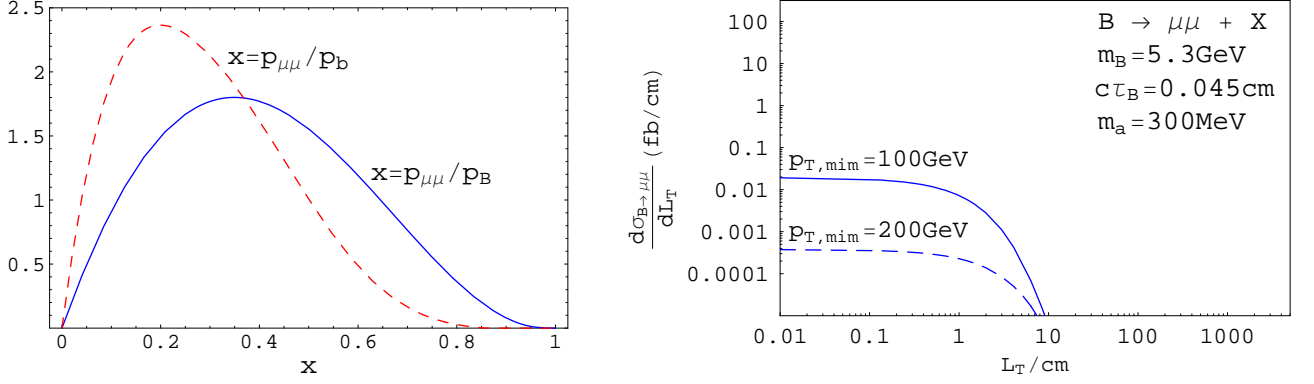 2.5
2
1.5
1
0.5
0 0.2 0.4 0.6 0.8 1
x
x=p_μμ/p_b
x=p_μμ/p_B
100
10
1
0.1
0.01
0.001
0.0001
0.01 0.1 1 10 100 1000
L_T/cm
dσ_B→μμ/dL_T (fb/cm)
B → μμ + X
m_B=5.3GeV
cτ_B=0.045cm
m_a=300MeV
p_T,mim=100GeV
p_T,mim=200GeV